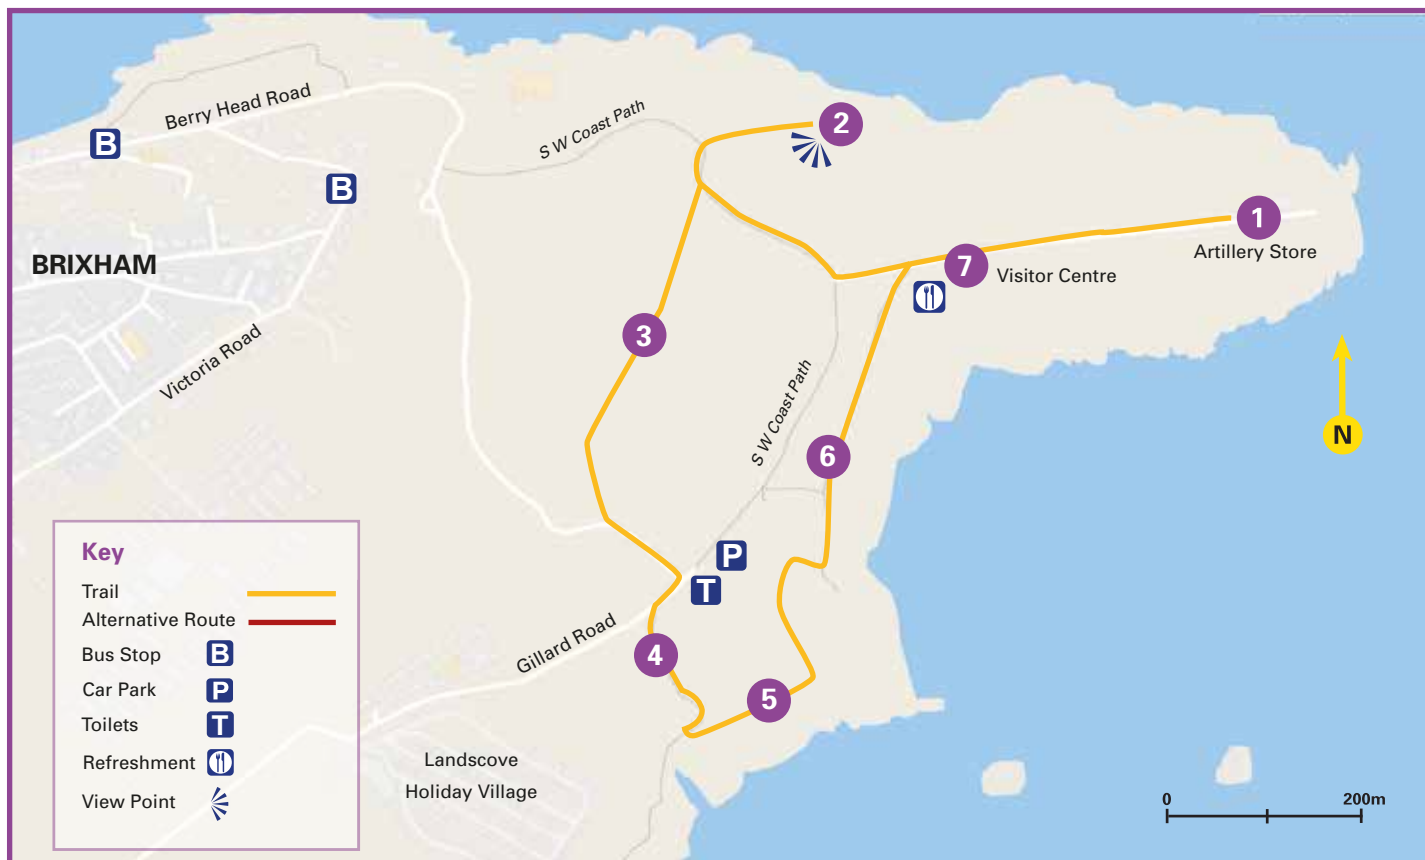 Berry Head Road
S W Coast Path
B
B
2
1
BRIXHAM
7
Visitor Centre
Artillery Store
3
Victoria Road
S W Coast Path
6
N
P
T
Gillard Road
4
5
Landscove
Holiday Village
0 200m
Key
Trail
Alternative Route
Bus Stop B
Car Park P
Toilets T
Refreshment
View Point